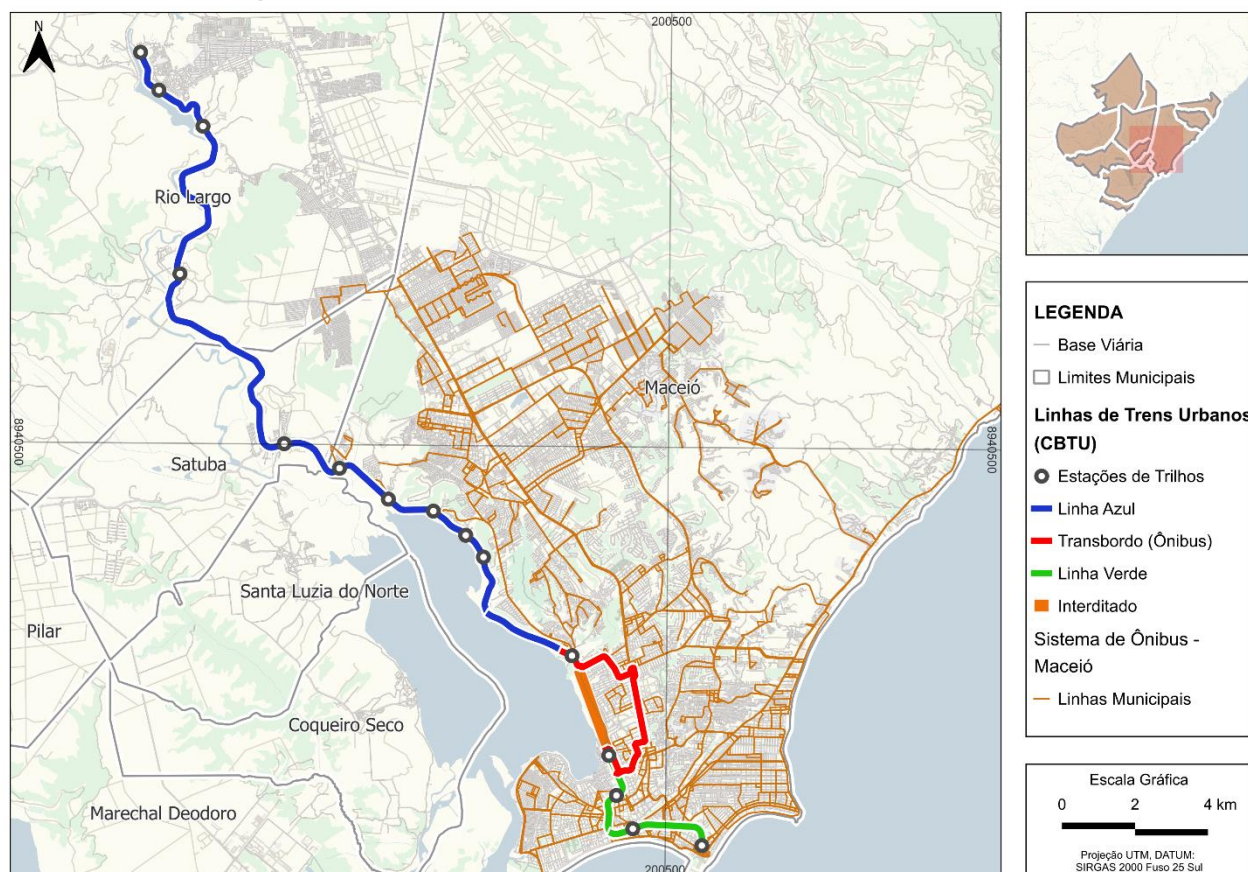 N
200500
Rio Largo
Maceió
8940500
8940500
Satuba
Santa Luzia do Norte
Pilar
Coqueiro Seco
Marechal Deodoro
200500
LEGENDA
Base Viária
Limites Municipais
Linhas de Trens Urbanos
(CBTU)
Estações de Trilhos
Linha Azul
Transbordo (Ônibus)
Linha Verde
Interditado
Sistema de Ônibus -
Maceió
Linhas Municipais
Escala Gráfica
0 2 4 km
Projeção UTM, DATUM:
SIRGAS 2000 Fuso 25 Sul